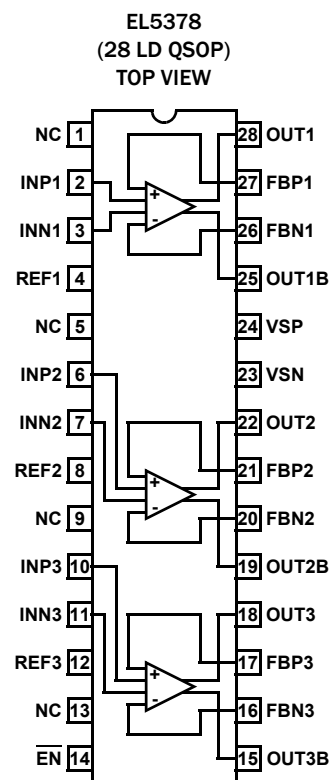 EL5378
(28 LD QSOP)
TOP VIEW
NC 1
28 OUT1
INP1 2
27 FBP1
INN1 3
26 FBN1
REF1 4
25 OUT1B
NC 5
24 VSP
INP2 6
23 VSN
INN2 7
22 OUT2
REF2 8
21 FBP2
NC 9
20 FBN2
INP3 10
19 OUT2B
INN3 11
18 OUT3
REF3 12
17 FBP3
NC 13
16 FBN3
EN 14
15 OUT3B
+
-
+
-
+
-